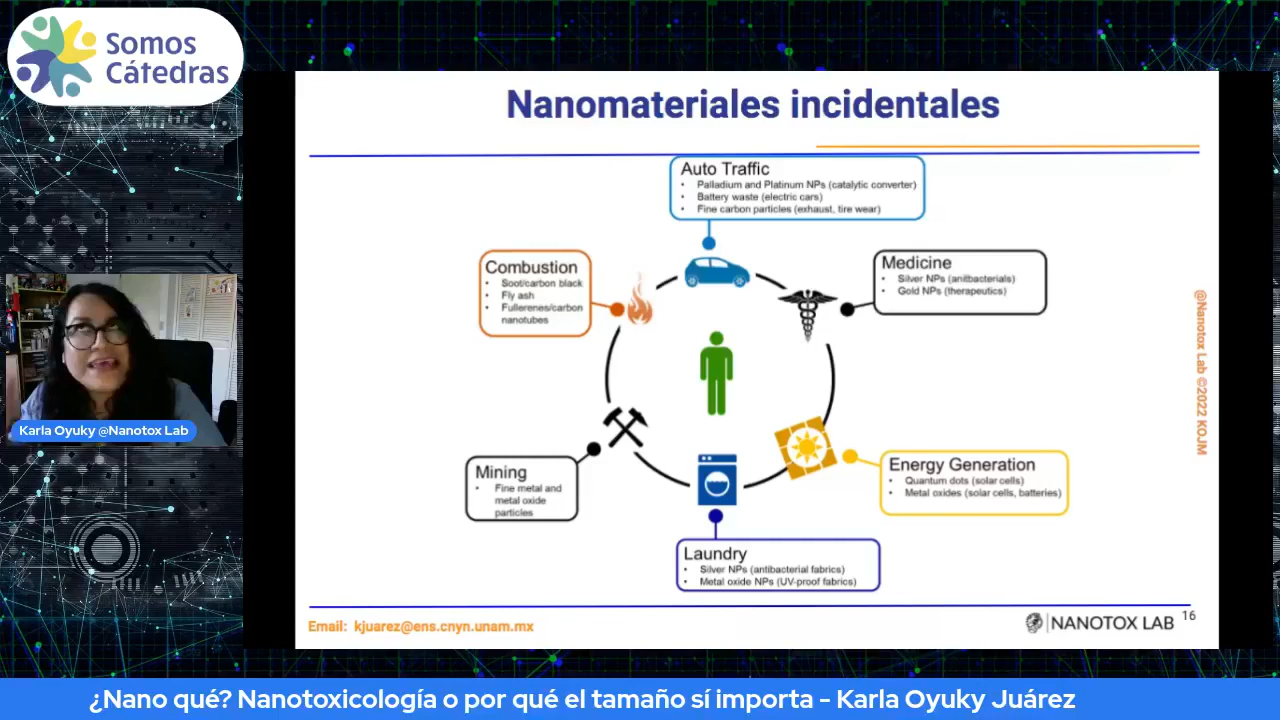 Somos
Cátedras
Nanomateriales incidentales
Auto Traffic
• Palladium and Platinum NPs (catalytic converter)
• Battery waste (electric cars)
• Fine carbon particles (exhaust, tire wear)
Combustion
• Soot/carbon black
• Fly ash
• Fullerenes/carbon
nanotubes
Medicine
• Silver NPs (anitbacterials)
• Gold NPs (therapeutics)
@Nanotox Lab ©2022 KOJM
Karla Oyuky @Nanotox Lab
Mining
• Fine metal and
metal oxide
particles
Energy Generation
• Quantum dots (solar cells)
• Metal oxides (solar cells, batteries)
Laundry
• Silver NPs (antibacterial fabrics)
• Metal oxide NPs (UV-proof fabrics)
Email: kjuarez@ens.cnyn.unam.mx
NANOTOX LAB
16
¿Nano qué? Nanotoxicología o por qué el tamaño sí importa - Karla Oyuky Juárez